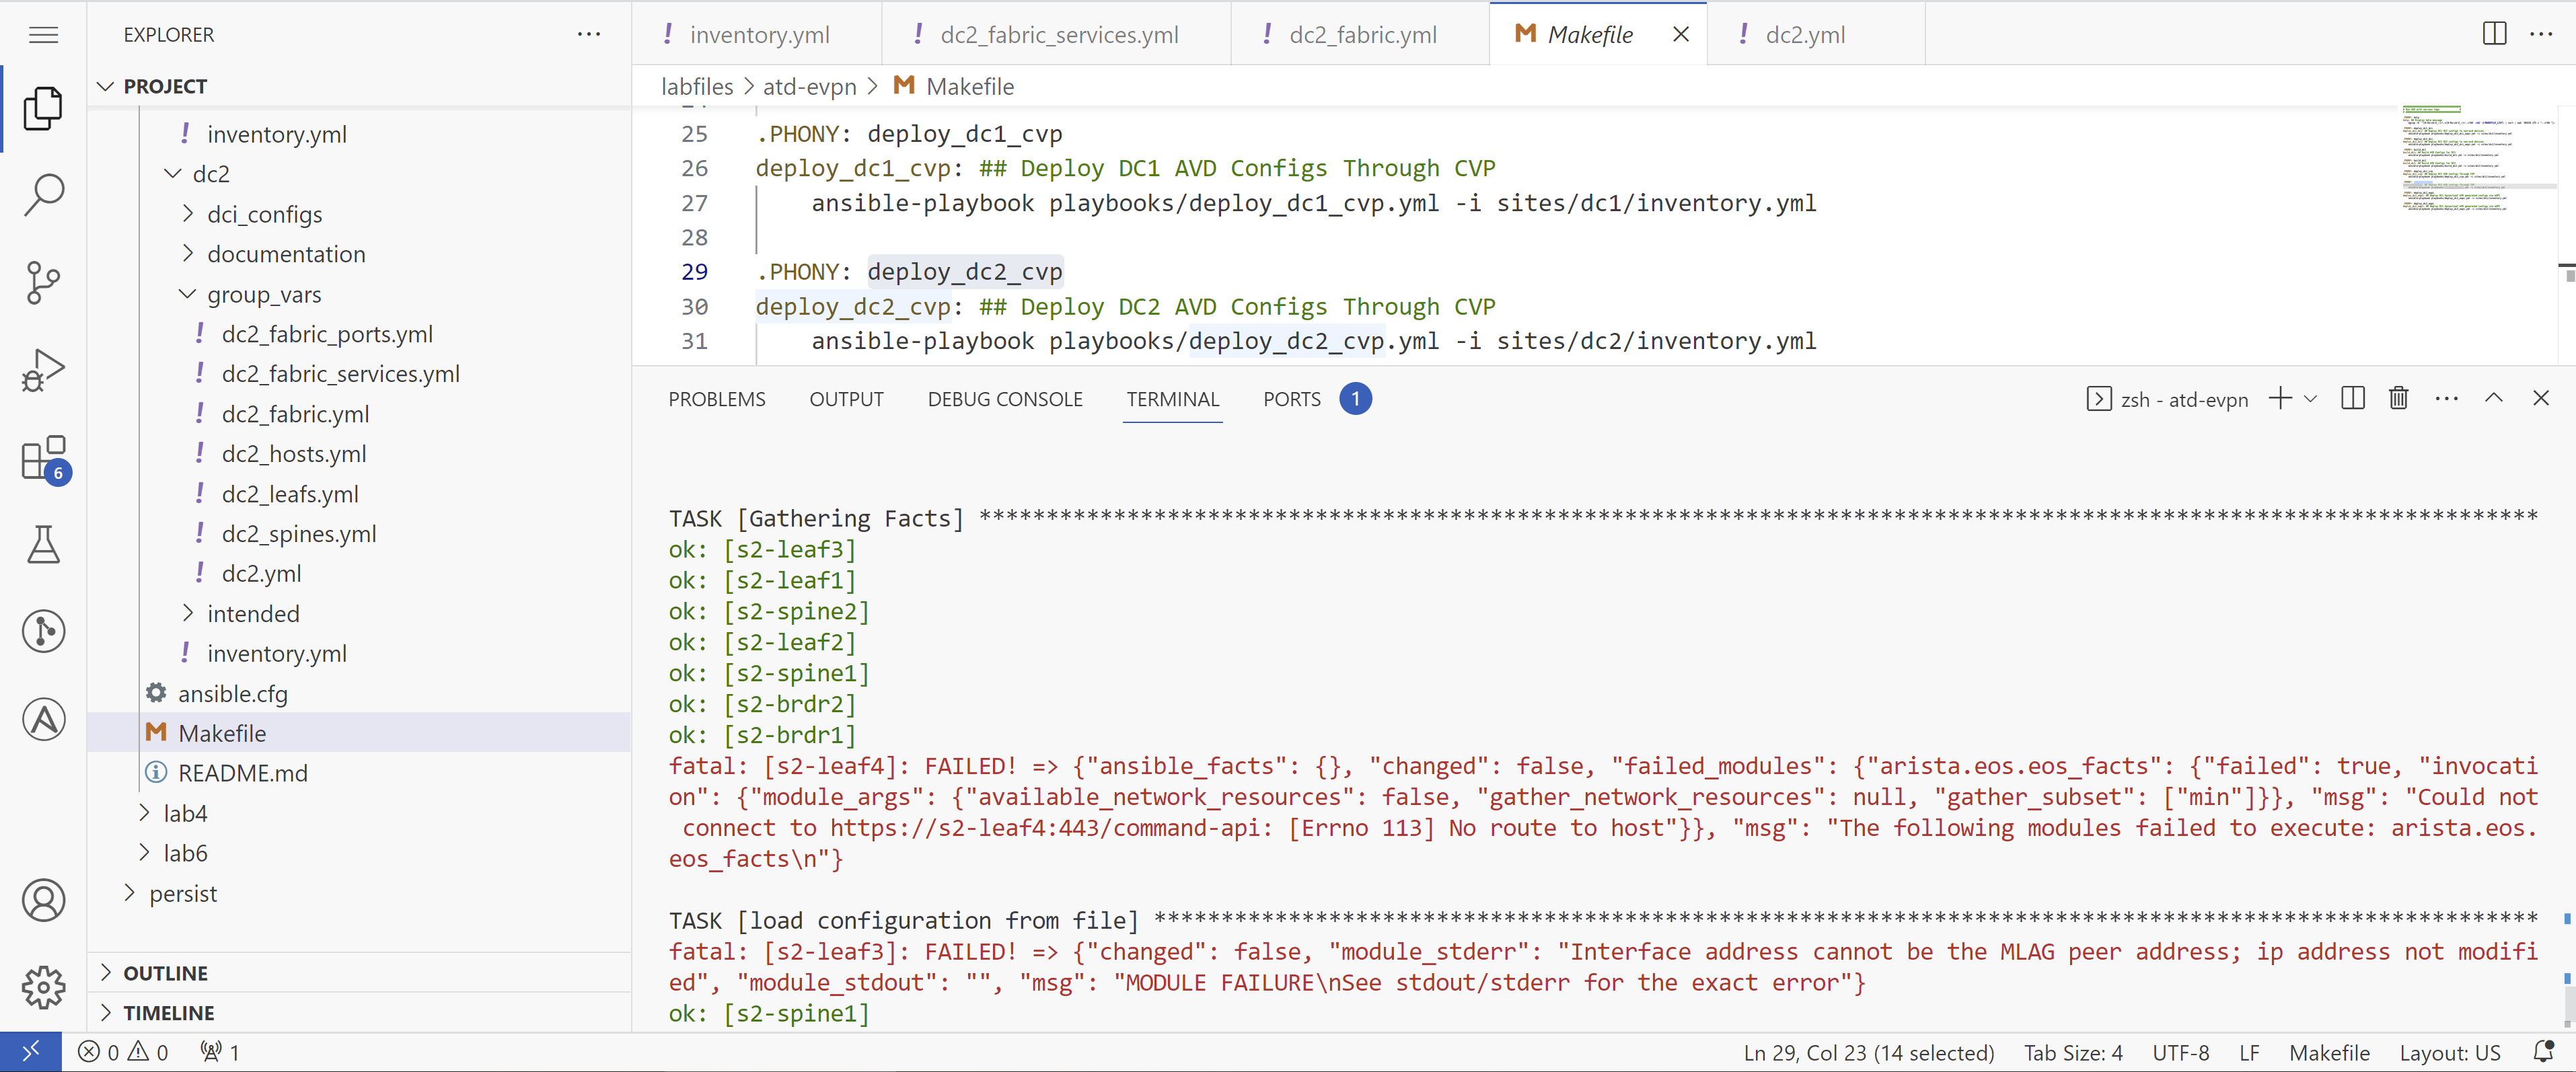 EXPLORER
PROJECT
inventory.yml
dc2
dci_configs
documentation
group_vars
dc2_fabric_ports.yml
dc2_fabric_services.yml
dc2_fabric.yml
dc2_hosts.yml
dc2_leafs.yml
dc2_spines.yml
dc2.yml
intended
inventory.yml
ansible.cfg
Makefile
README.md
lab4
lab6
persist
OUTLINE
TIMELINE
6
inventory.yml
dc2_fabric_services.yml
dc2_fabric.yml
Makefile
dc2.yml
labfiles > atd-evpn > Makefile
25 .PHONY: deploy_dc1_cvp
26 deploy_dc1_cvp: ## Deploy DC1 AVD Configs Through CVP
27 ansible-playbook playbooks/deploy_dc1_cvp.yml -i sites/dc1/inventory.yml
28
29 .PHONY: deploy_dc2_cvp
30 deploy_dc2_cvp: ## Deploy DC2 AVD Configs Through CVP
31 ansible-playbook playbooks/deploy_dc2_cvp.yml -i sites/dc2/inventory.yml
PROBLEMS OUTPUT DEBUG CONSOLE TERMINAL PORTS 1
zsh - atd-evpn
TASK [Gathering Facts] ********************************************************************************************************************
ok: [s2-leaf3]
ok: [s2-leaf1]
ok: [s2-spine2]
ok: [s2-leaf2]
ok: [s2-spine1]
ok: [s2-brdr2]
ok: [s2-brdr1]
fatal: [s2-leaf4]: FAILED! => {"ansible_facts": {}, "changed": false, "failed_modules": {"arista.eos.eos_facts": {"failed": true, "invocati
on": {"module_args": {"available_network_resources": false, "gather_network_resources": null, "gather_subset": ["min"]}}, "msg": "Could not
connect to https://s2-leaf4:443/command-api: [Errno 113] No route to host"}}, "msg": "The following modules failed to execute: arista.eos.
eos_facts\n"}
TASK [load configuration from file] *******************************************************************************************************
fatal: [s2-leaf3]: FAILED! => {"changed": false, "module_stderr": "Interface address cannot be the MLAG peer address; ip address not modifi
ed", "module_stdout": "", "msg": "MODULE FAILURE\nSee stdout/stderr for the exact error"}
ok: [s2-spine1]
0 0 1
Ln 29, Col 23 (14 selected) Tab Size: 4 UTF-8 LF Makefile Layout: US